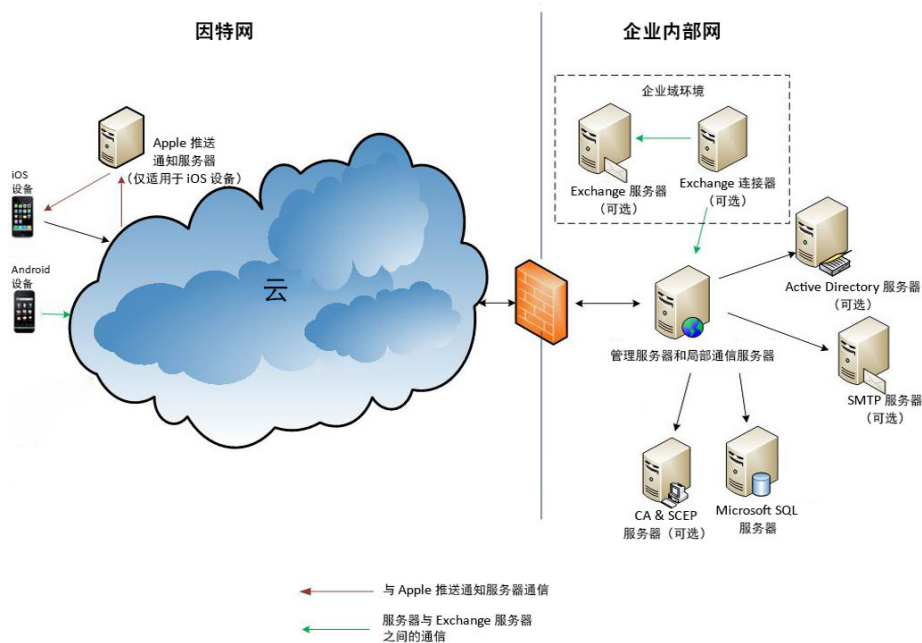 因特网
企业内部网
企业域环境
Apple 推送
通知服务器
（仅适用于 iOS 设备）
iOS
设备
Exchange 服务器
（可选）
Exchange 连接器
（可选）
Android
设备
云
Active Directory 服务器
（可选）
管理服务器和局部通信服务器
SMTP 服务器
（可选）
CA & SCEP
服务器（可选）
Microsoft SQL
服务器
与 Apple 推送通知服务器通信
服务器与 Exchange 服务器
之间的通信